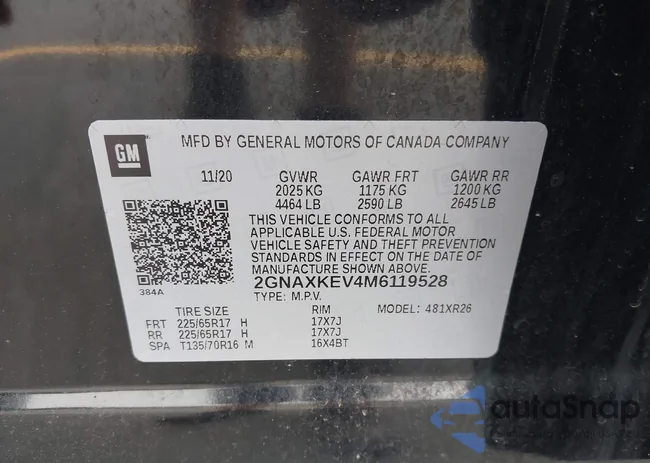 GM
MFD BY GENERAL MOTORS OF CANADA COMPANY
11/20 GVWR GAWR FRT GAWR RR
2025 KG 1175 KG 1200 KG
4464 LB 2590 LB 2645 LB
THIS VEHICLE CONFORMS TO ALL
APPLICABLE U.S. FEDERAL MOTOR
VEHICLE SAFETY AND THEFT PREVENTION
STANDARDS IN EFFECT ON THE DATE OF
MANUFACTURE SHOWN ABOVE.
2GNAXKEV4M6119528
TYPE: M.P.V.
384A
TIRE SIZE RIM MODEL: 481XR26
FRT 225/65R17 H 17X7J
RR 225/65R17 H 17X7J
SPA T135/70R16 M 16X4BT
autoSnap
POWERED BY CARCHECK